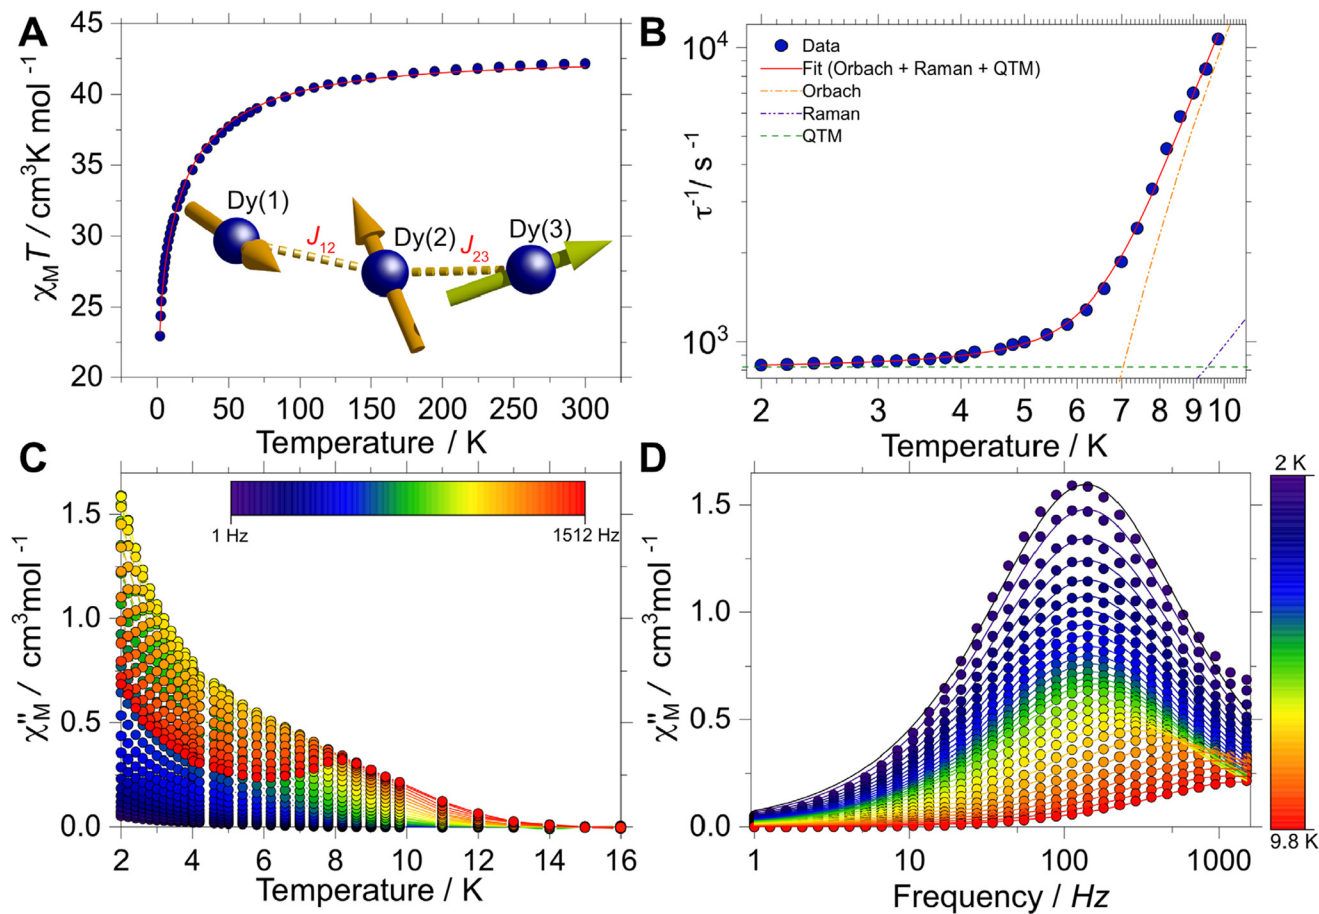 A
χMT / cm³K mol ⁻¹
45
40
35
30
25
20
Dy(1)
J12
Dy(2)
J23
Dy(3)
0 50 100 150 200 250 300
Temperature / K
B
τ⁻¹/ s ⁻¹
10⁴
10³
Data
Fit (Orbach + Raman + QTM)
Orbach
Raman
QTM
2 3 4 5 6 7 8 9 10
Temperature / K
C
χ''M / cm³mol ⁻¹
1.5
1.0
0.5
0.0
1 Hz 1512 Hz
2 4 6 8 10 12 14 16
Temperature / K
D
χ''M / cm³mol ⁻¹
1.5
1.0
0.5
0.0
1 10 100 1000
Frequency / Hz
2 K
9.8 K